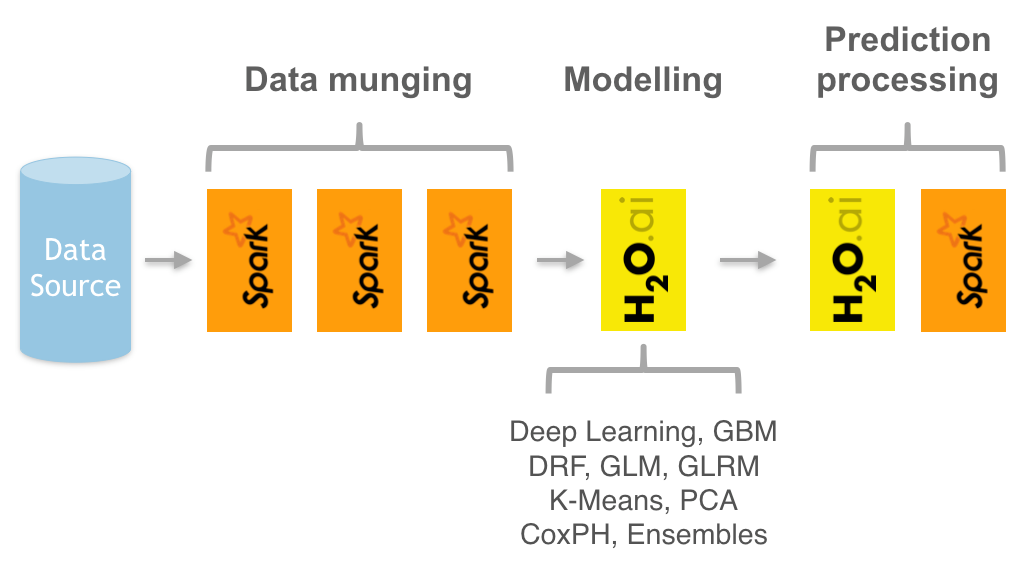 Data munging
Modelling
Prediction
processing
Data
Source
Spark
Spark
Spark
H2O.ai
H2O.ai
Spark
Deep Learning, GBM
DRF, GLM, GLRM
K-Means, PCA
CoxPH, Ensembles